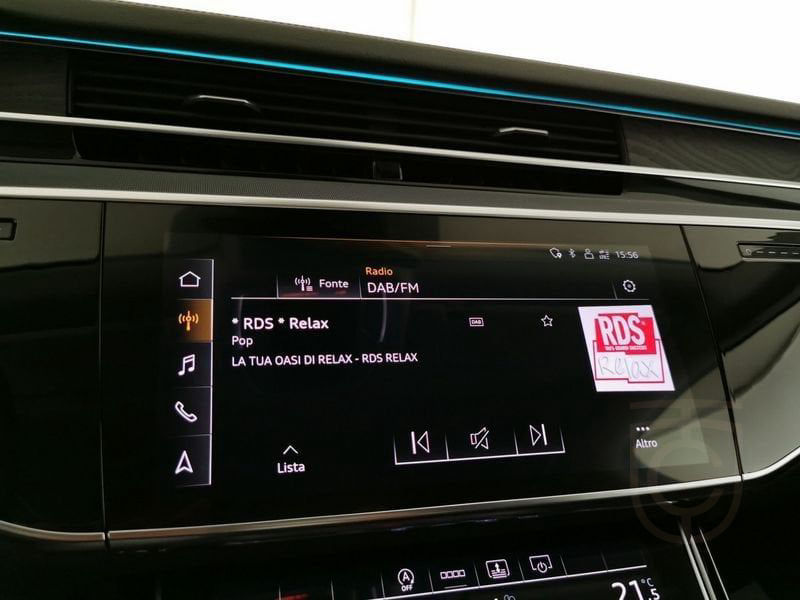 15:56
Radio
Fonte
DAB/FM
* RDS * Relax
DAB
Pop
LA TUA OASI DI RELAX - RDS RELAX
RDS
Relax
Altro
Lista
OFF
21.5 °C